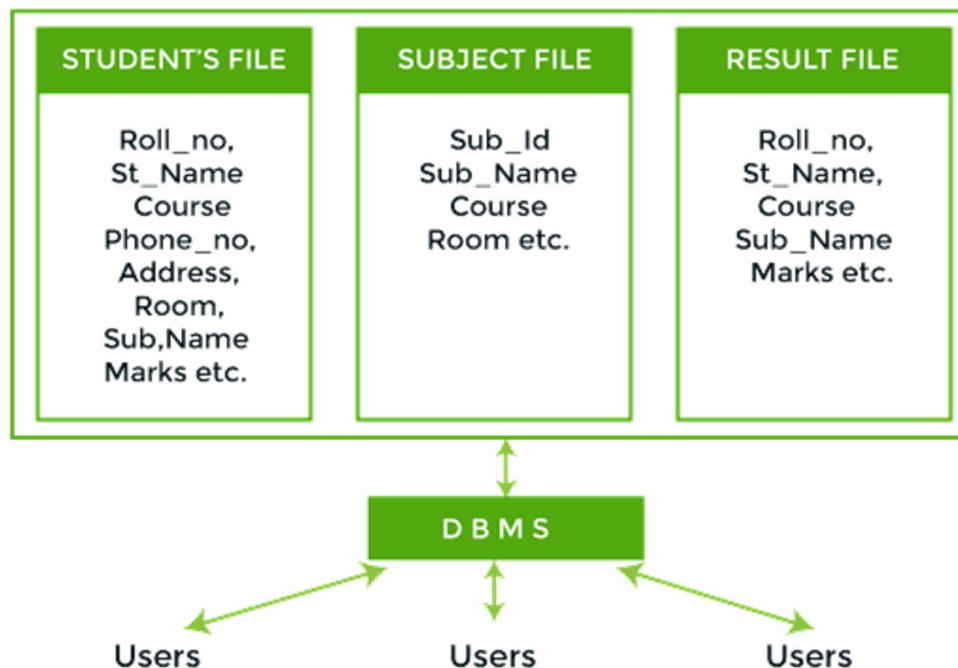 STUDENT'S FILE
Roll_no,
St_Name
Course
Phone_no,
Address,
Room,
Sub,Name
Marks etc.
SUBJECT FILE
Sub_Id
Sub_Name
Course
Room etc.
RESULT FILE
Roll_no,
St_Name,
Course
Sub_Name
Marks etc.
D B M S
Users
Users
Users